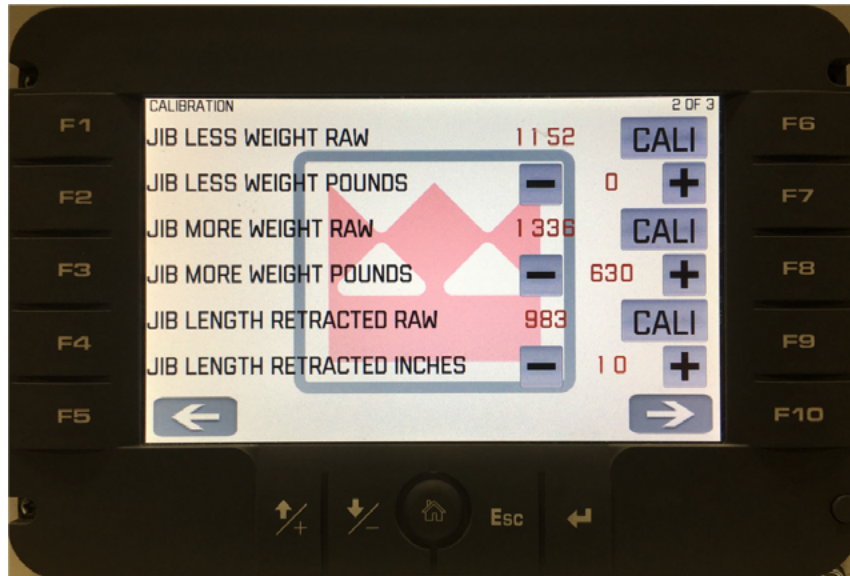 CALIBRATION 2 OF 3
F1 JIB LESS WEIGHT RAW 1152 CALI F6
F2 JIB LESS WEIGHT POUNDS − 0 + F7
JIB MORE WEIGHT RAW 1336 CALI
F3 JIB MORE WEIGHT POUNDS − 630 + F8
JIB LENGTH RETRACTED RAW 983 CALI
F4 JIB LENGTH RETRACTED INCHES − 10 + F9
F5 ← → F10
+ − Esc